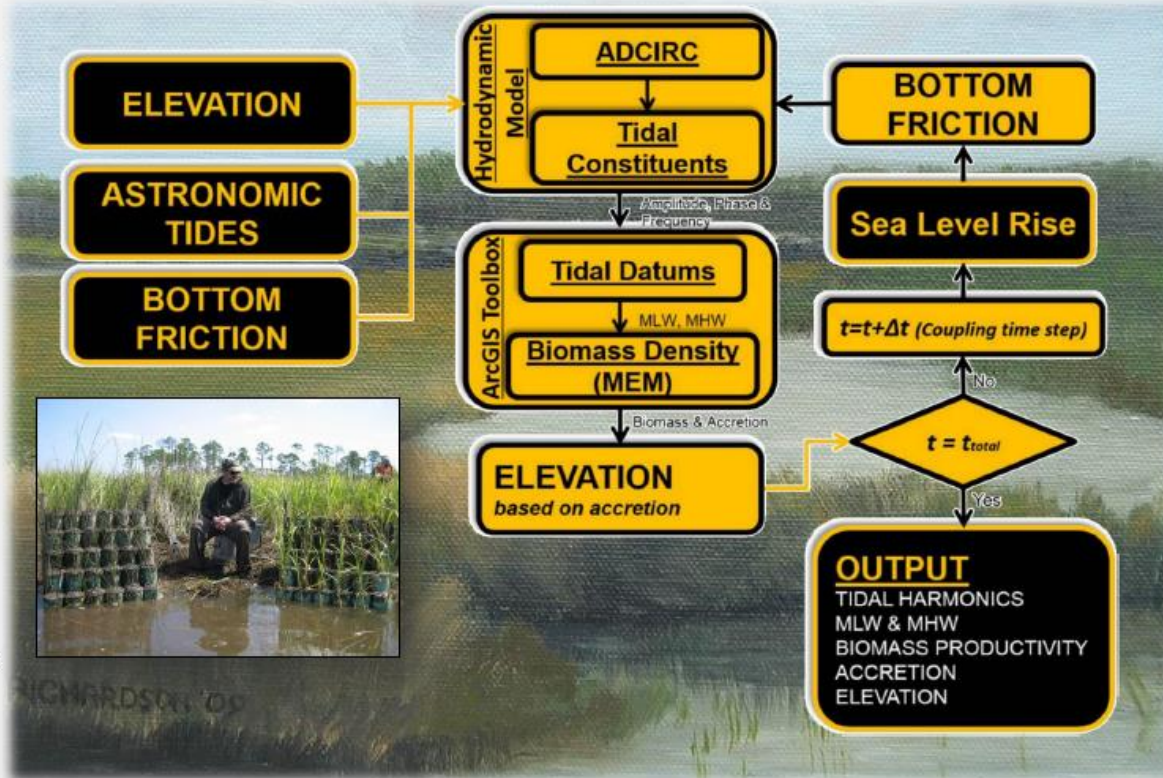 ELEVATION
ASTRONOMIC
TIDES
BOTTOM
FRICTION
Hydrodynamic
Model
ADCIRC
Tidal
Constituents
Amplitude, Phase &
Frequency
ArcGIS Toolbox
Tidal Datums
MLW, MHW
Biomass Density
(MEM)
Biomass & Accretion
ELEVATION
based on accretion
BOTTOM
FRICTION
Sea Level Rise
t=t+Δt (Coupling time step)
No
t = ttotal
Yes
OUTPUT
TIDAL HARMONICS
MLW & MHW
BIOMASS PRODUCTIVITY
ACCRETION
ELEVATION